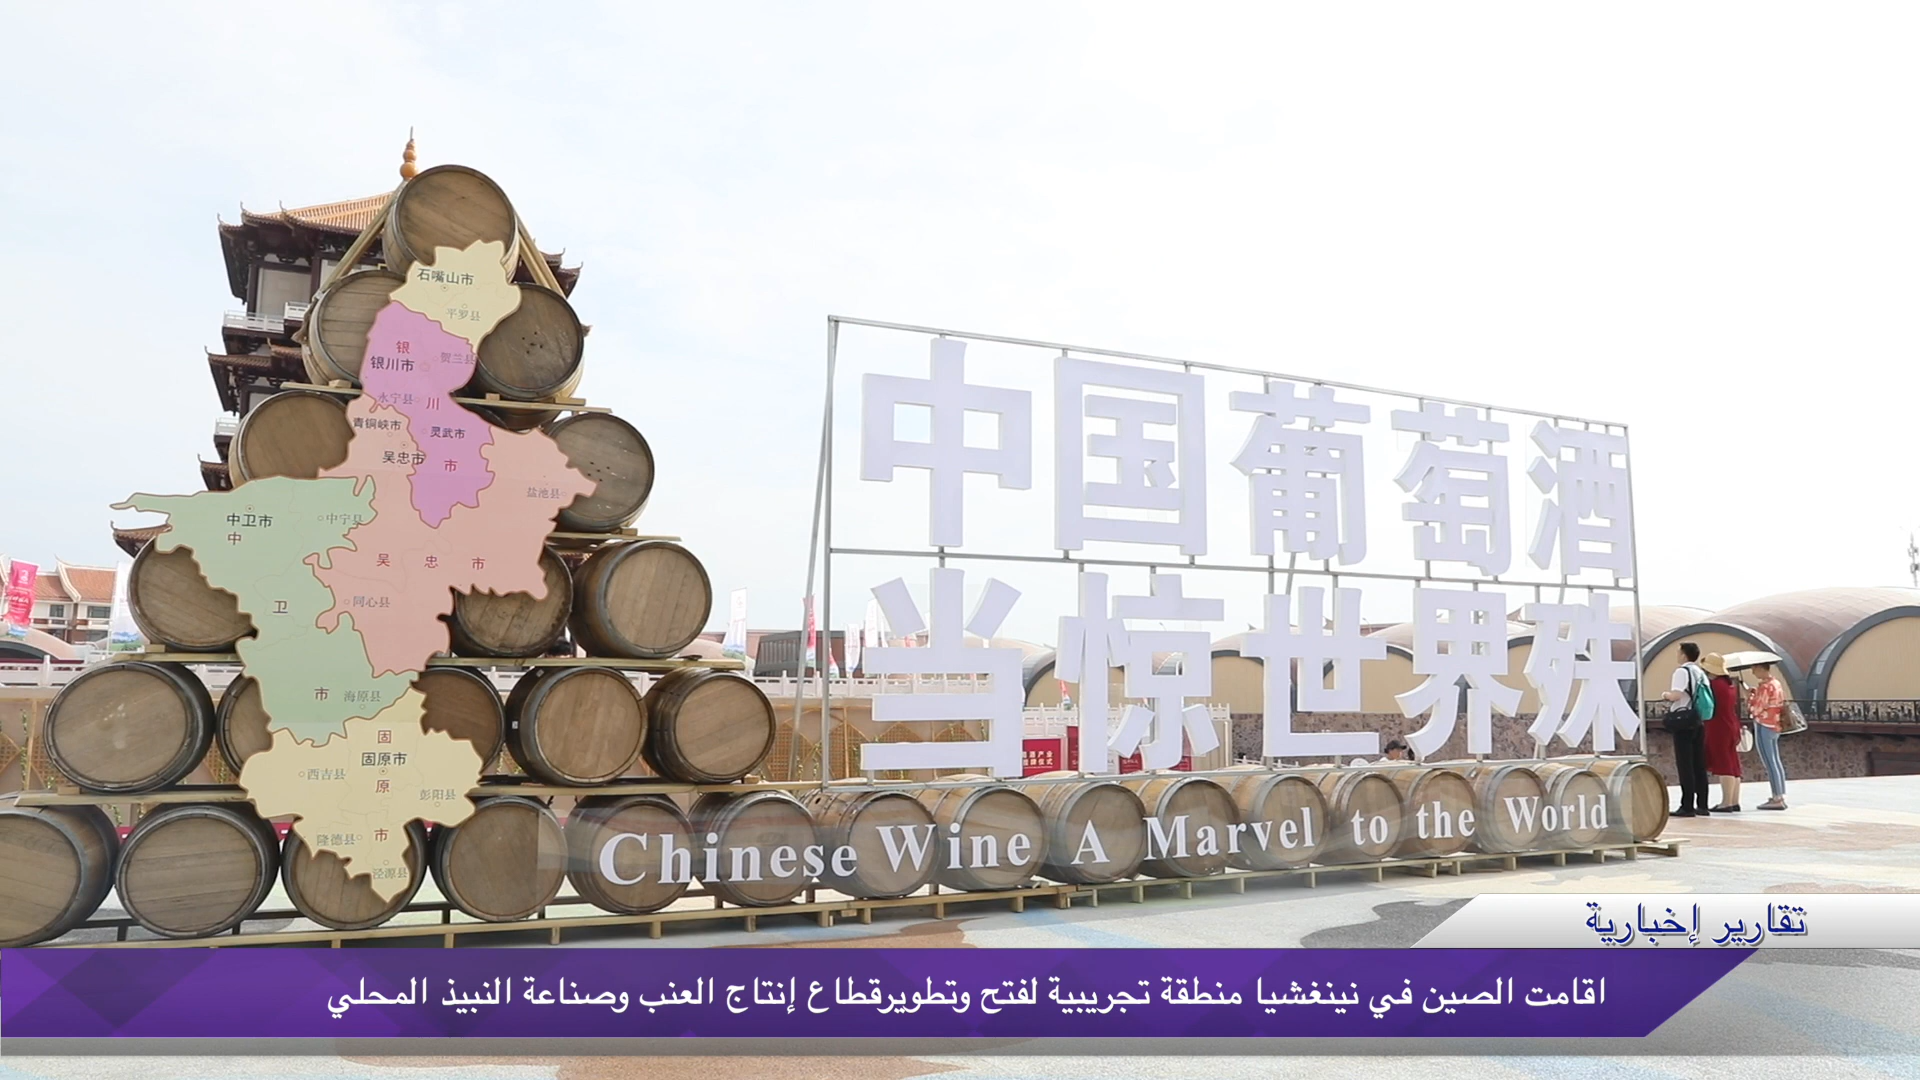 石嘴山市
平罗县
银
银川市
贺兰县
永宁县
川
青铜峡市
灵武市
吴忠市
市
盐池县
中卫市
中宁县
中
吴 忠 市
同心县
卫
市
海原县
固
固原市
西吉县
原
彭阳县
市
隆德县
泾源县
中国葡萄酒
当惊世界殊
Chinese Wine A Marvel to the World
تقارير إخبارية
اقامت الصين في نينغشيا منطقة تجريبية لفتح وتطويرقطاع إنتاج العنب وصناعة النبيذ المحلي